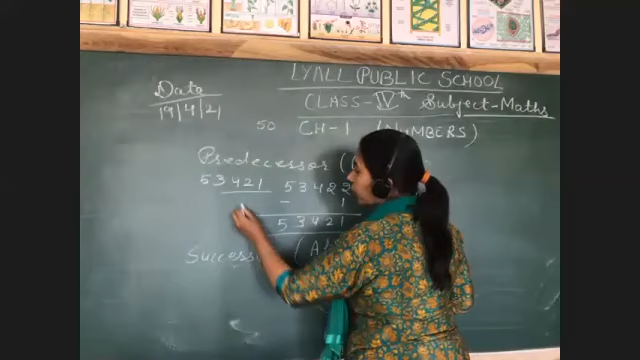 LYALL PUBLIC SCHOOL
Date
CLASS-IVth Subject-Maths
19/4/21
50 CH-1 (NUMBERS)
Predecessor (
53421 53422
- 1
53421
Success